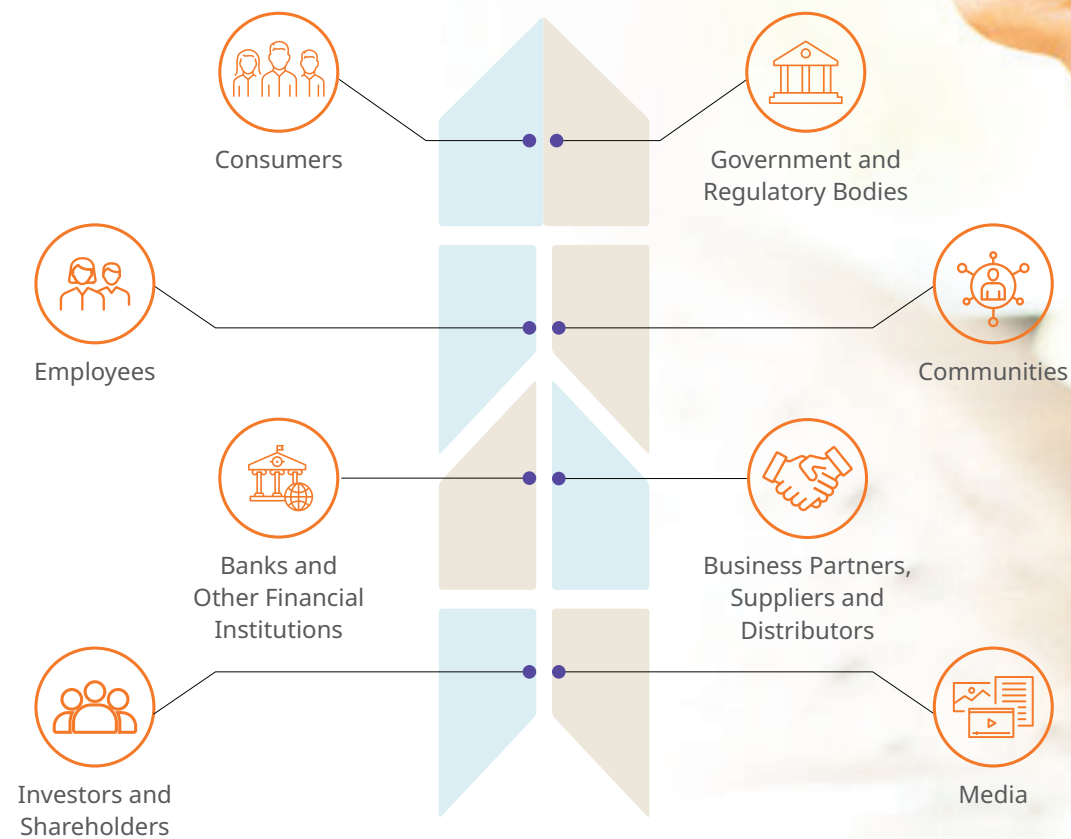 Consumers
Government and
Regulatory Bodies
Employees
Communities
Banks and
Other Financial
Institutions
Business Partners,
Suppliers and
Distributors
Investors and
Shareholders
Media